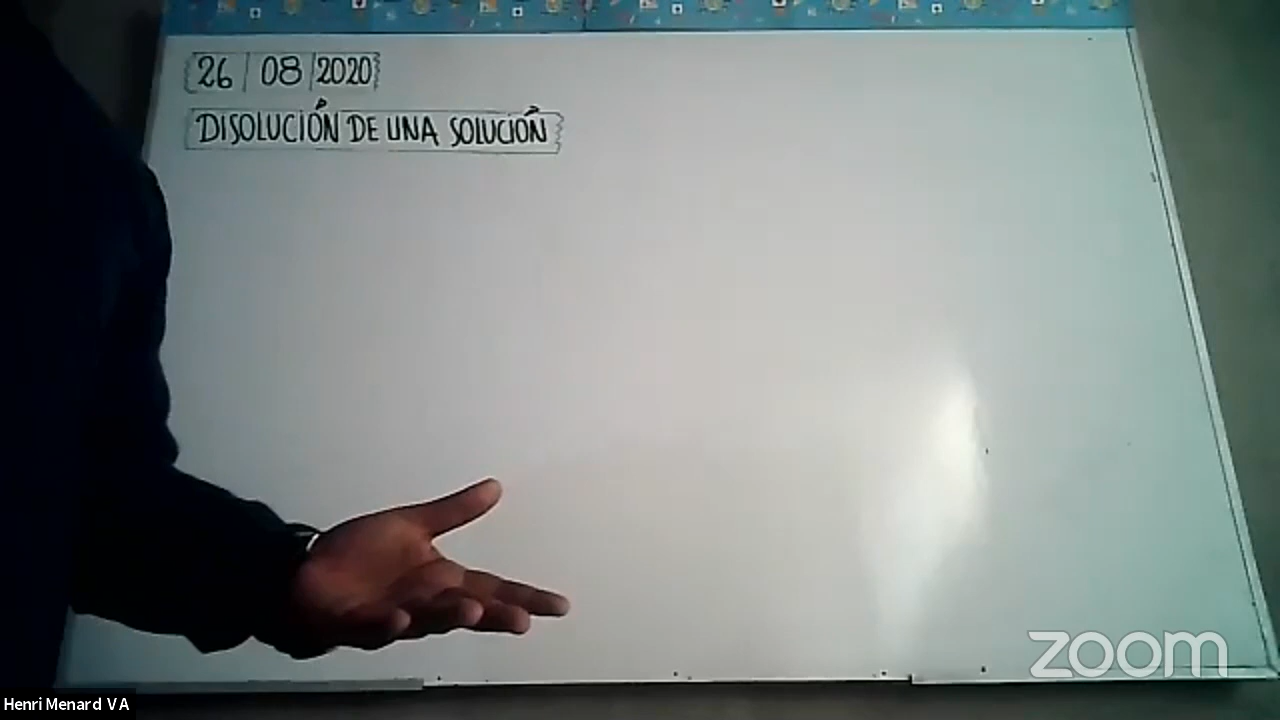 26 | 08 | 2020
DISOLUCIÓN DE UNA SOLUCIÓN
zoom
Henri Menard VA